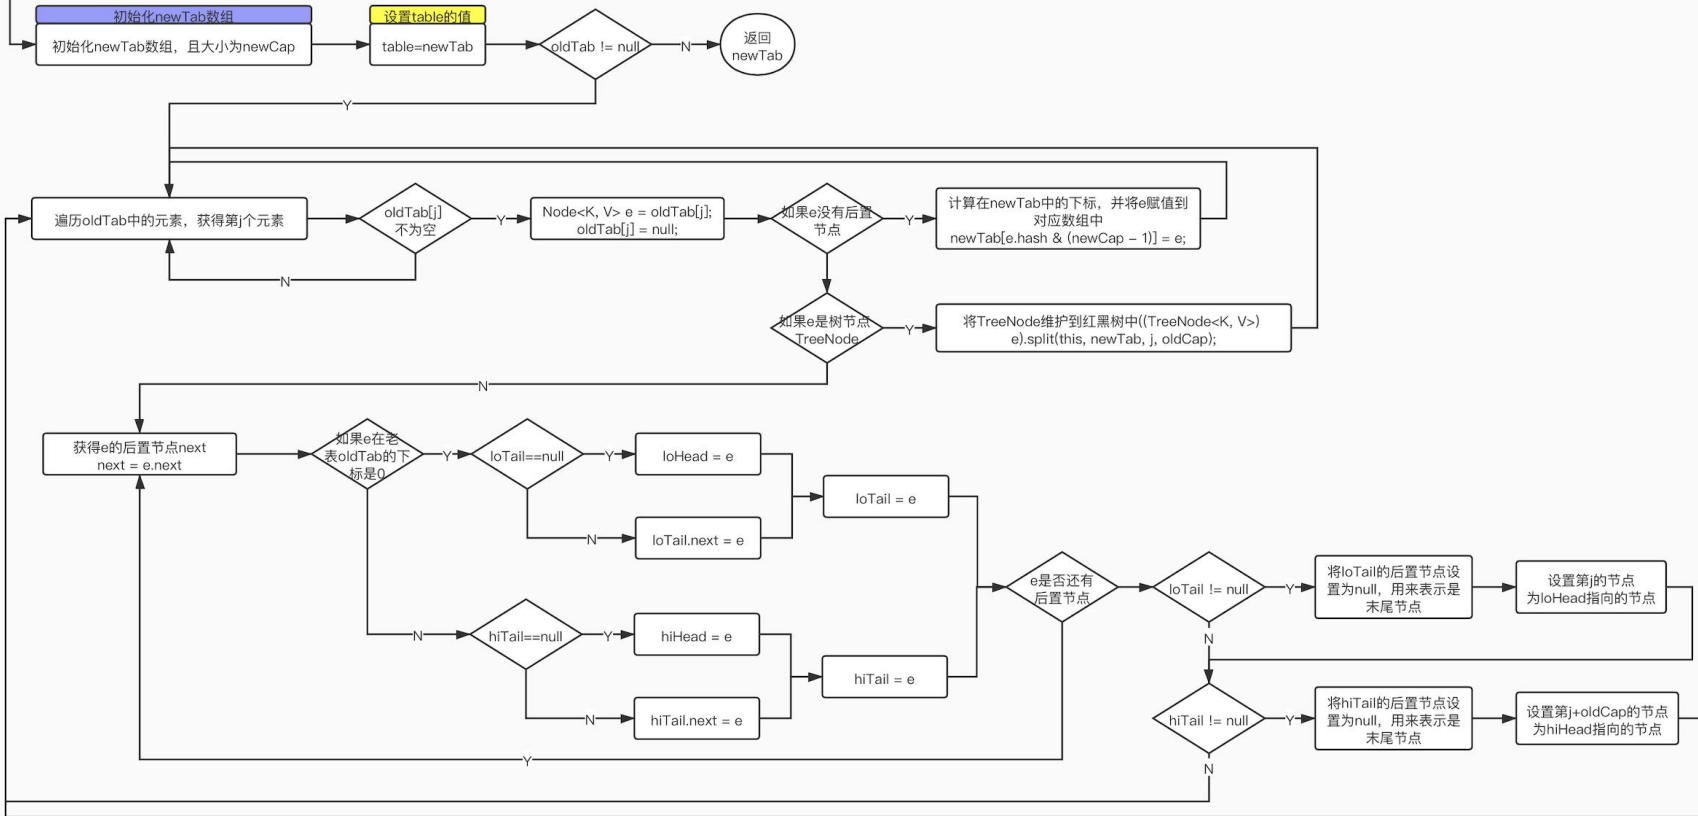 初始化newTab数组
设置table的值
初始化newTab数组，且大小为newCap
table=newTab
oldTab != null
N
返回
newTab
Y
遍历oldTab中的元素，获得第j个元素
oldTab[j]
不为空
Y
Node<K, V> e = oldTab[j];
oldTab[j] = null;
如果e没有后置
节点
Y
计算在newTab中的下标，并将e赋值到
对应数组中
newTab[e.hash & (newCap − 1)] = e;
N
如果e是树节点
TreeNode
Y
将TreeNode维护到红黑树中((TreeNode<K, V>)
e).split(this, newTab, j, oldCap);
N
获得e的后置节点next
next = e.next
如果e在老
表oldTab的下
标是0
Y
loTail==null
Y
loHead = e
loTail = e
N
loTail.next = e
e是否还有
后置节点
loTail != null
Y
将loTail的后置节点设
置为null，用来表示是
末尾节点
设置第j的节点
为loHead指向的节点
N
N
hiTail==null
Y
hiHead = e
hiTail = e
N
hiTail.next = e
hiTail != null
Y
将hiTail的后置节点设
置为null，用来表示是
末尾节点
设置第j+oldCap的节点
为hiHead指向的节点
Y
N